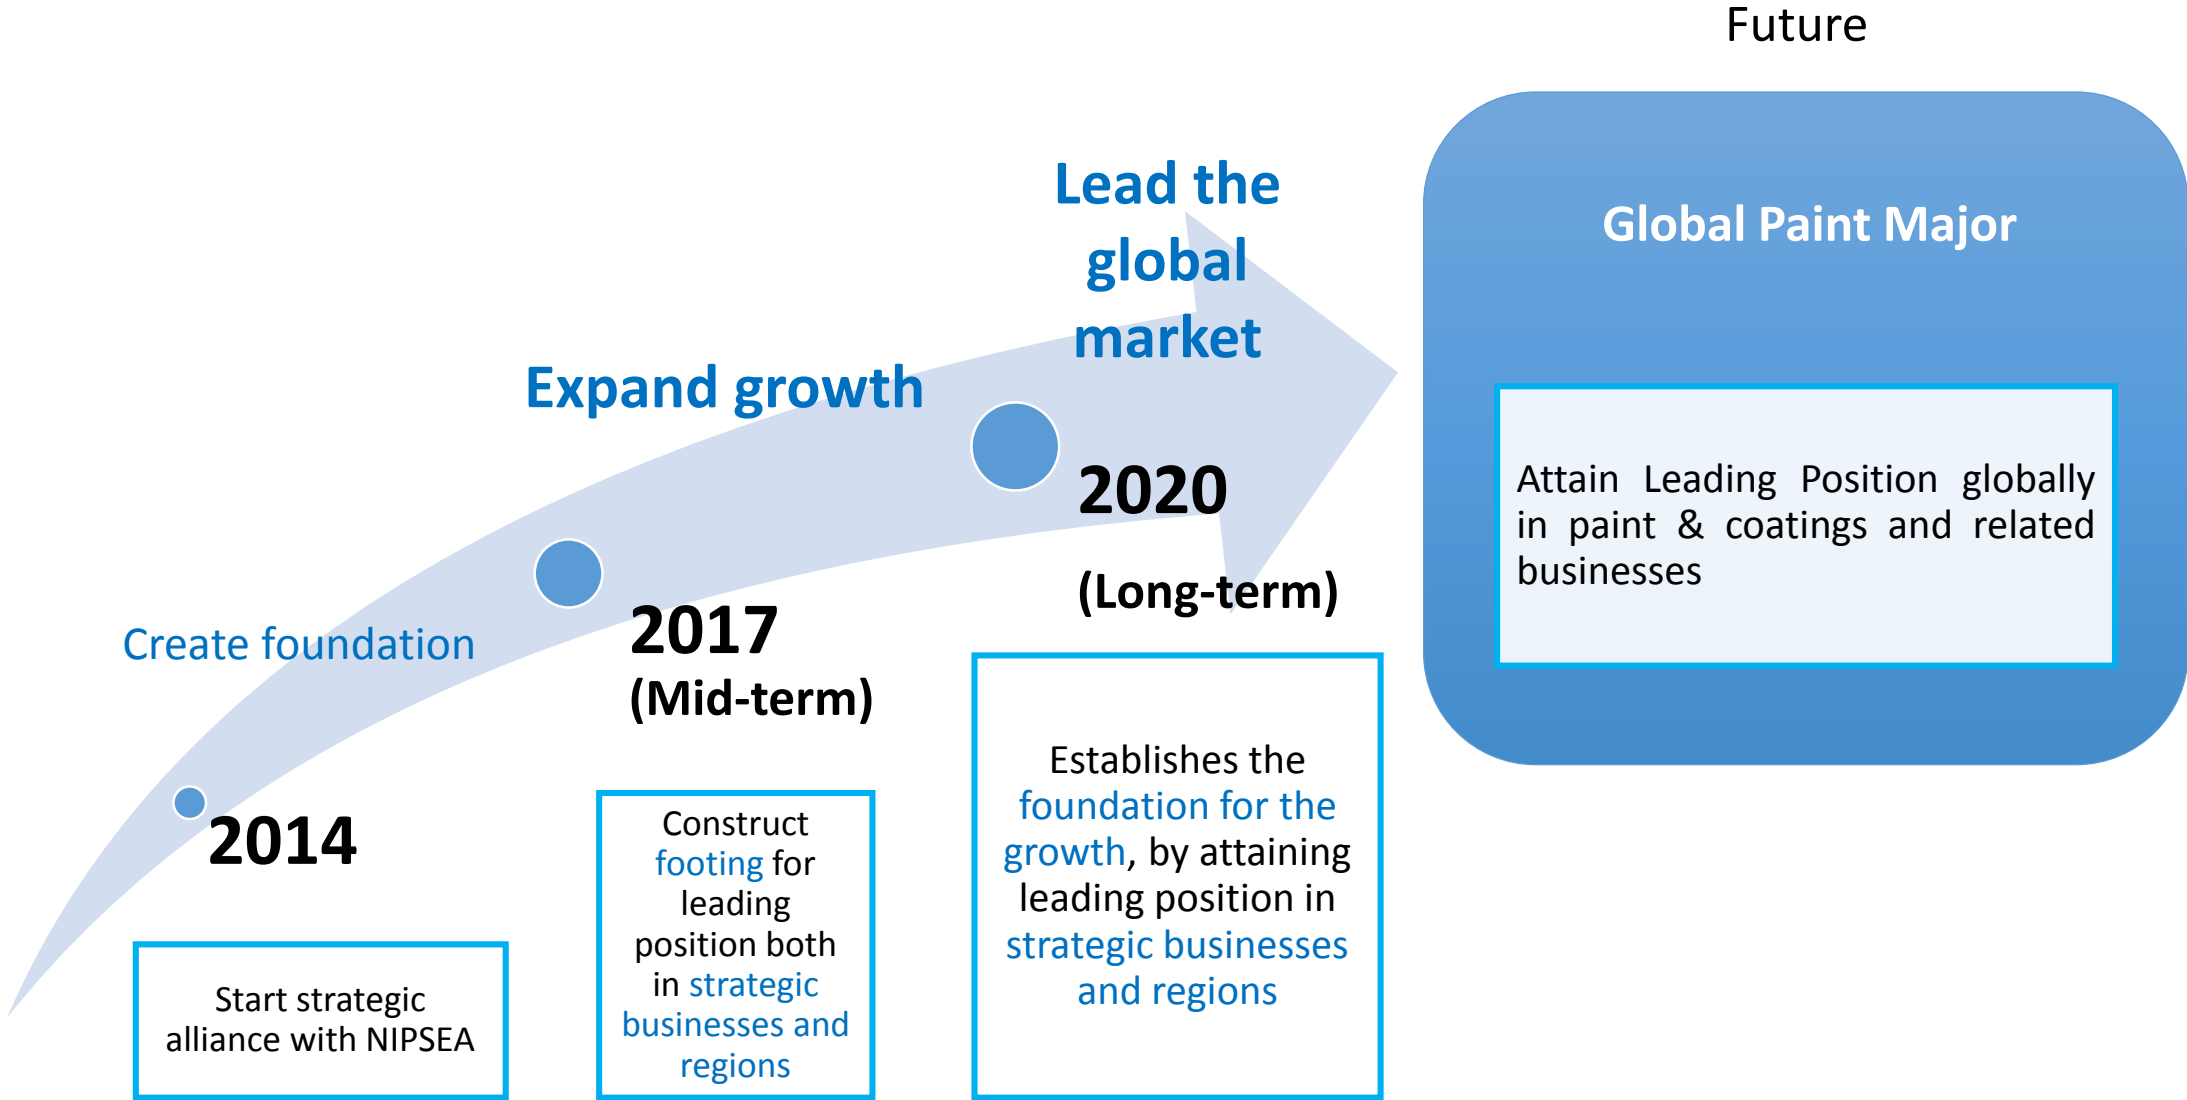 Future
Global Paint Major
Attain Leading Position globally
in paint & coatings and related
businesses
Lead the
global
market
2020
(Long-term)
Establishes the
foundation for the
growth, by attaining
leading position in
strategic businesses
and regions
Expand growth
2017
(Mid-term)
Construct
footing for
leading
position both
in strategic
businesses and
regions
Create foundation
2014
Start strategic
alliance with NIPSEA